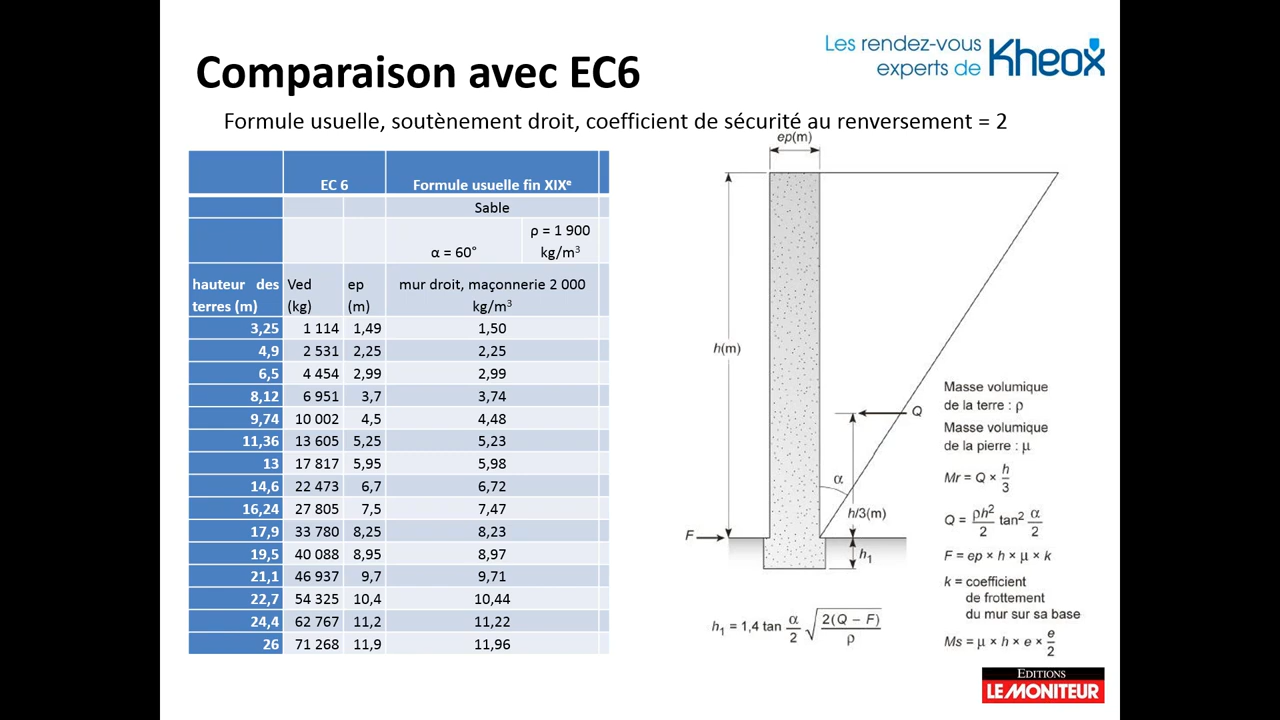 Les rendez-vous
experts de Kheox
Comparaison avec EC6
Formule usuelle, soutènement droit, coefficient de sécurité au renversement = 2
EC 6 Formule usuelle fin XIXᵉ
Sable
α = 60° ρ = 1 900 kg/m³
hauteur des terres (m) Ved (kg) ep (m) mur droit, maçonnerie 2 000 kg/m³
3,25 1 114 1,49 1,50
4,9 2 531 2,25 2,25
6,5 4 454 2,99 2,99
8,12 6 951 3,7 3,74
9,74 10 002 4,5 4,48
11,36 13 605 5,25 5,23
13 17 817 5,95 5,98
14,6 22 473 6,7 6,72
16,24 27 805 7,5 7,47
17,9 33 780 8,25 8,23
19,5 40 088 8,95 8,97
21,1 46 937 9,7 9,71
22,7 54 325 10,4 10,44
24,4 62 767 11,2 11,22
26 71 268 11,9 11,96
ep(m)
h(m)
Q
α
h/3(m)
F
h₁
h₁ = 1,4 tan α/2 √(2(Q – F)/ρ)
Masse volumique
de la terre : ρ
Masse volumique
de la pierre : μ
Mr = Q × h/3
Q = ρh²/2 tan² α/2
F = ep × h × μ × k
k = coefficient
de frottement
du mur sur sa base
Ms = μ × h × e × e/2
EDITIONS
LE MONITEUR